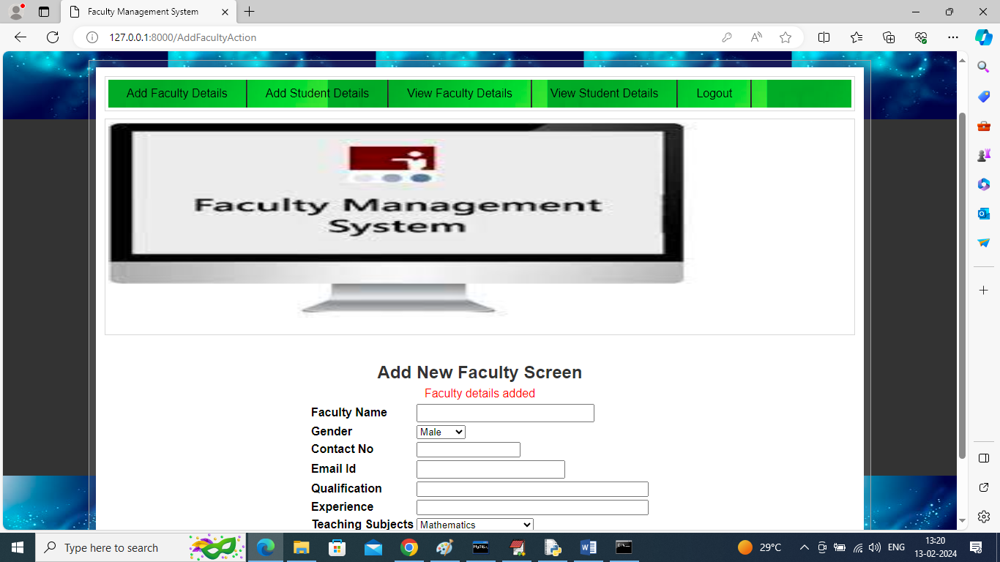 Faculty Management System
127.0.0.1:8000/AddFacultyAction
Add Faculty Details
Add Student Details
View Faculty Details
View Student Details
Logout
Faculty Management
System
Add New Faculty Screen
Faculty details added
Faculty Name
Gender Male
Contact No
Email Id
Qualification
Experience
Teaching Subjects Mathematics
Type here to search
29°C
ENG
13:20
13-02-2024